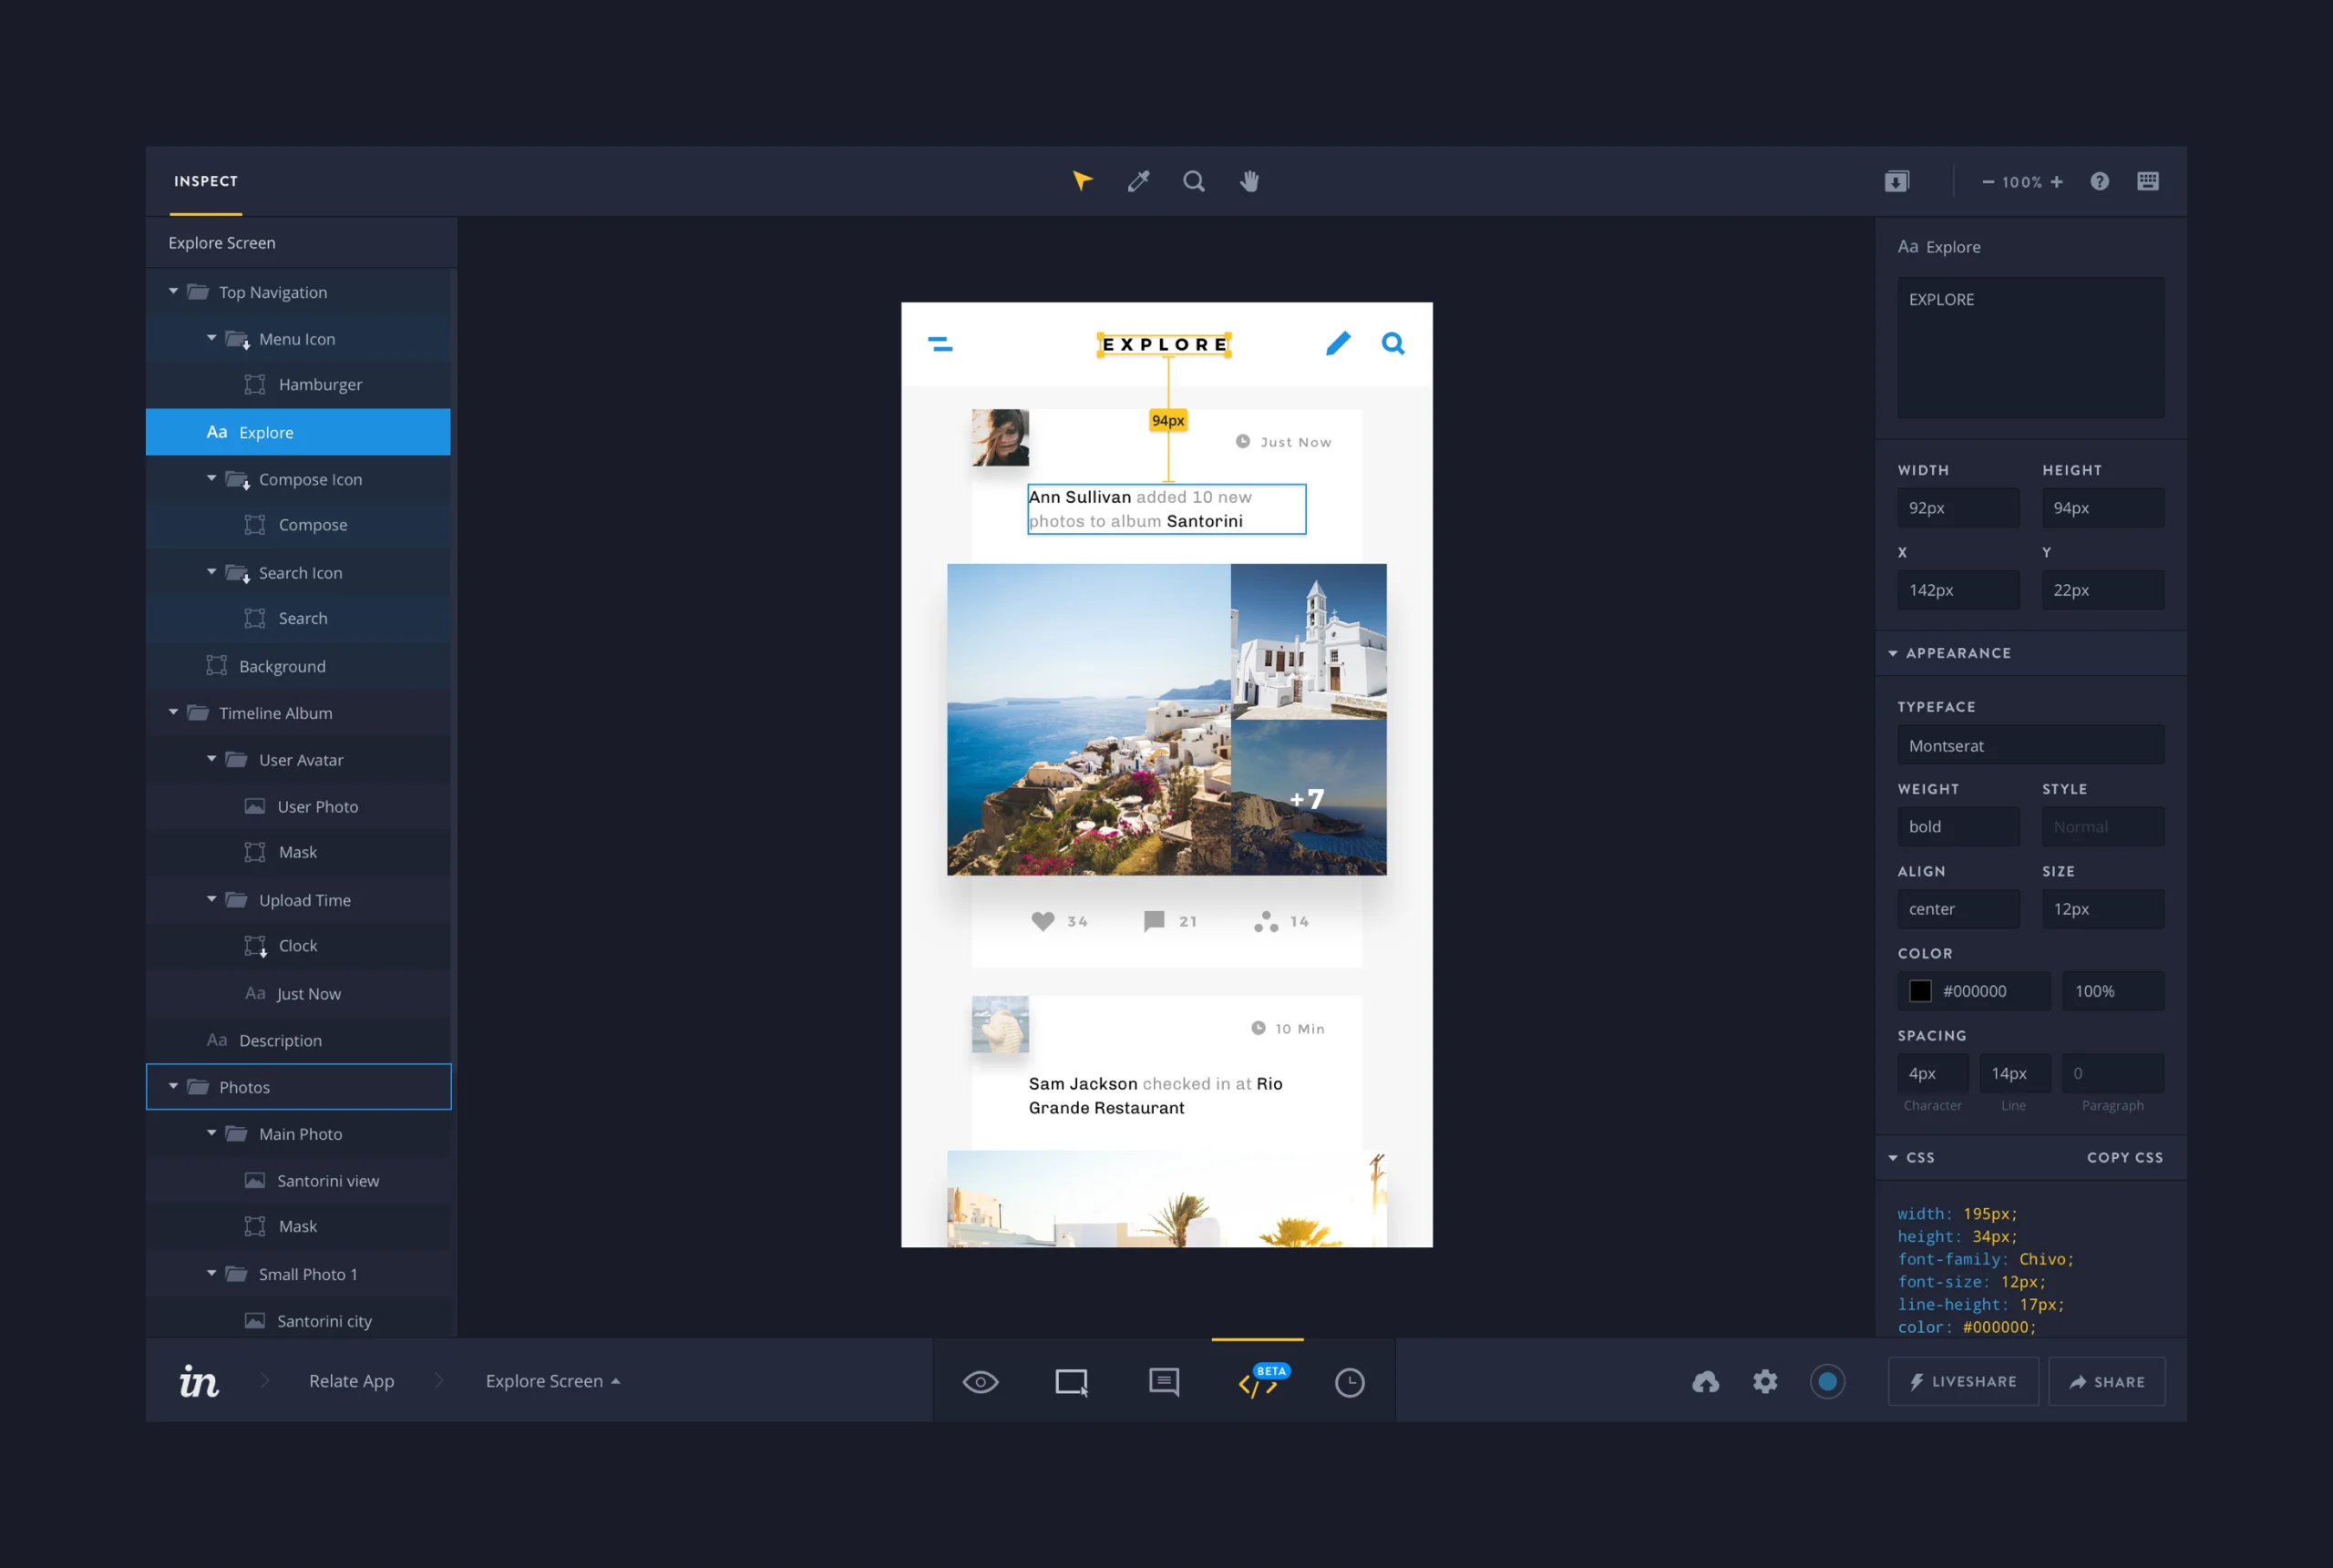 INSPECT
100%
Explore Screen
Top Navigation
Menu Icon
Hamburger
Aa Explore
Compose Icon
Compose
Search Icon
Search
Background
Timeline Album
User Avatar
User Photo
Mask
Upload Time
Clock
Aa Just Now
Aa Description
Photos
Main Photo
Santorini view
Mask
Small Photo 1
Santorini city
EXPLORE
94px
Just Now
Ann Sullivan added 10 new
photos to album Santorini
+7
34 21 14
10 Min
Sam Jackson checked in at Rio
Grande Restaurant
Aa Explore
EXPLORE
WIDTH HEIGHT
92px 94px
X Y
142px 22px
APPEARANCE
TYPEFACE
Montserat
WEIGHT STYLE
bold Normal
ALIGN SIZE
center 12px
COLOR
#000000 100%
SPACING
4px 14px 0
Character Line Paragraph
CSS COPY CSS
width: 195px;
height: 34px;
font-family: Chivo;
font-size: 12px;
line-height: 17px;
color: #000000;
in Relate App Explore Screen
BETA
LIVESHARE SHARE